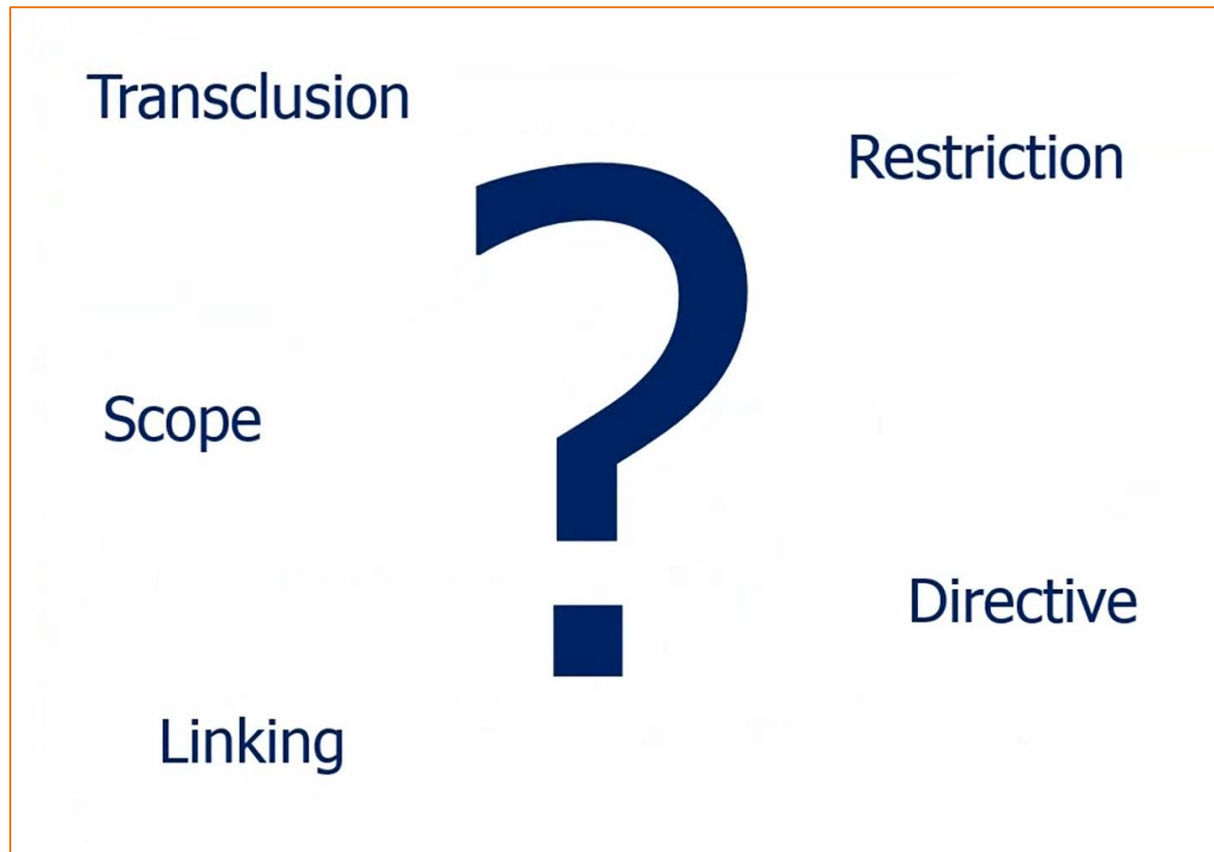 Transclusion
Restriction
?
Scope
Directive
Linking